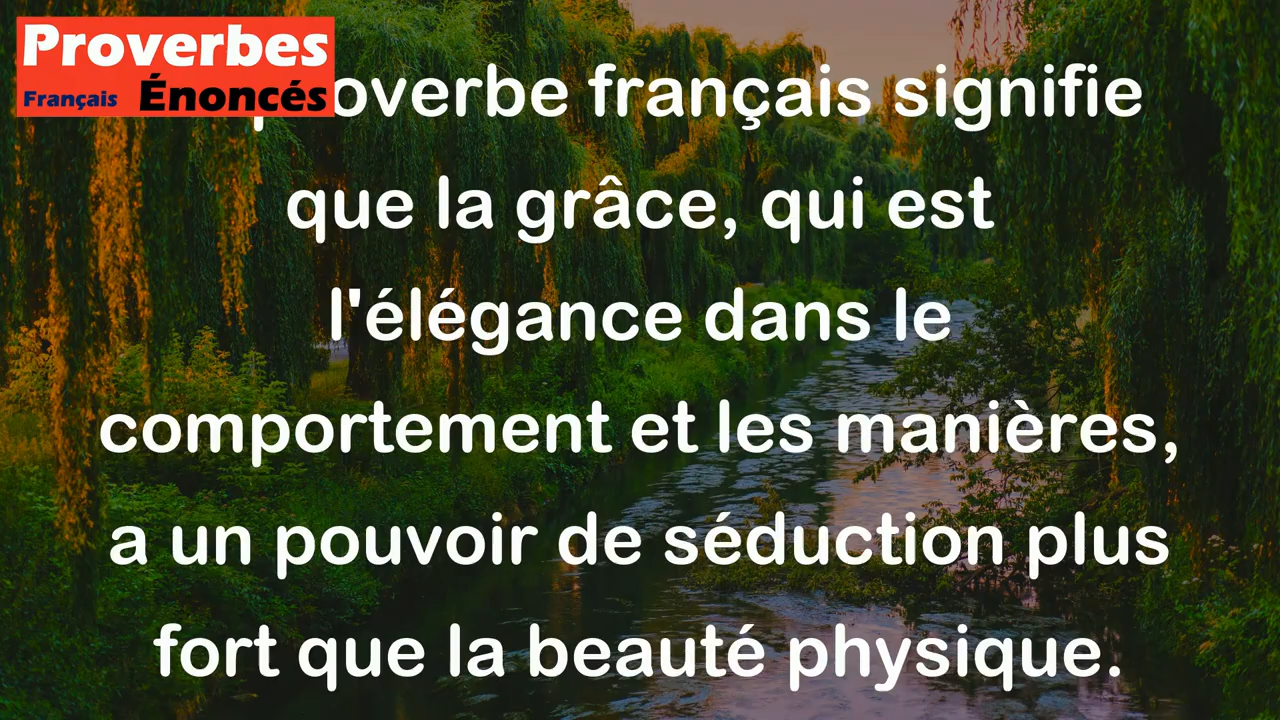 Proverbes
Français Énoncés
proverbe français signifie
que la grâce, qui est
l'élégance dans le
comportement et les manières,
a un pouvoir de séduction plus
fort que la beauté physique.